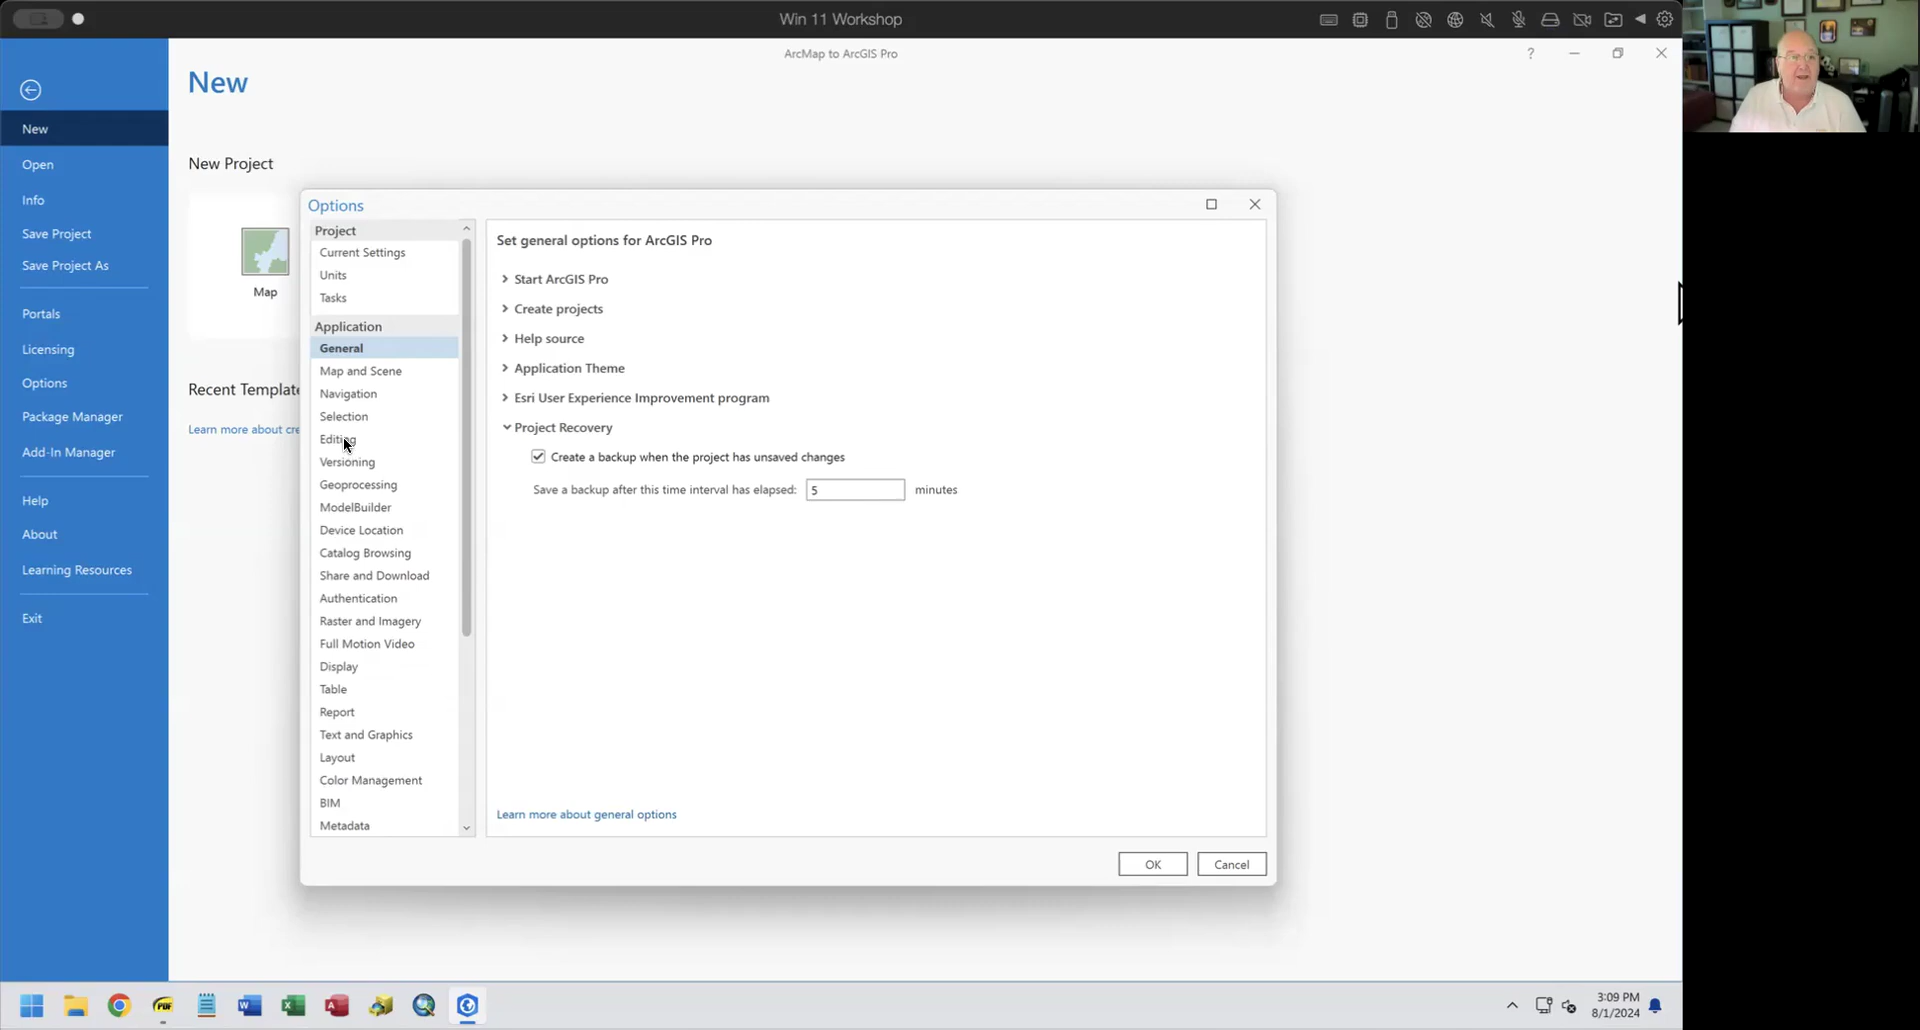 Win 11 Workshop
ArcMap to ArcGIS Pro
?
New
New
Open
Info
Save Project
Save Project As
Portals
Licensing
Options
Package Manager
Add-In Manager
Help
About
Learning Resources
Exit
New Project
Map
Recent Template
Learn more about cre
Options
Project
Current Settings
Units
Tasks
Application
General
Map and Scene
Navigation
Selection
Editing
Versioning
Geoprocessing
ModelBuilder
Device Location
Catalog Browsing
Share and Download
Authentication
Raster and Imagery
Full Motion Video
Display
Table
Report
Text and Graphics
Layout
Color Management
BIM
Metadata
Set general options for ArcGIS Pro
Start ArcGIS Pro
Create projects
Help source
Application Theme
Esri User Experience Improvement program
Project Recovery
Create a backup when the project has unsaved changes
Save a backup after this time interval has elapsed: 5 minutes
Learn more about general options
OK
Cancel
PDF
W
X
A
3:09 PM
8/1/2024